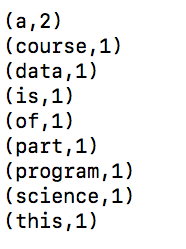 (a,2)
(course,1)
(data,1)
(is,1)
(of,1)
(part,1)
(program,1)
(science,1)
(this,1)